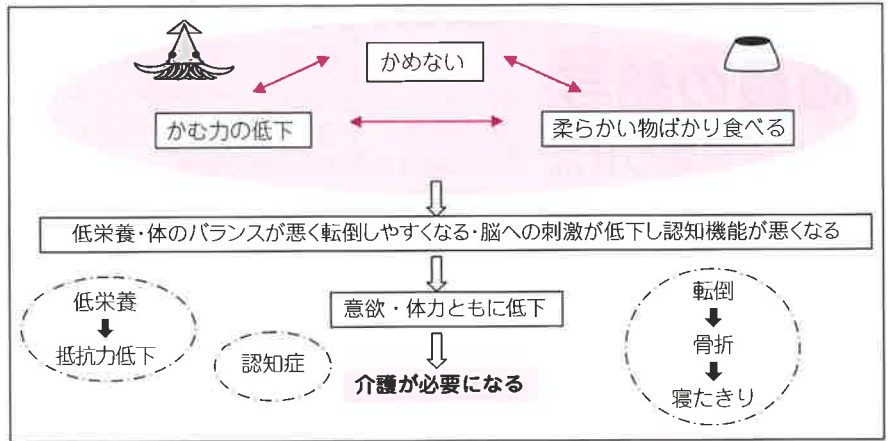 かめない
かむ力の低下
柔らかい物ばかり食べる
低栄養・体のバランスが悪く転倒しやすくなる・脳への刺激が低下し認知機能が悪くなる
意欲・体力ともに低下
介護が必要になる
低栄養
抵抗力低下
認知症
転倒
骨折
寝たきり